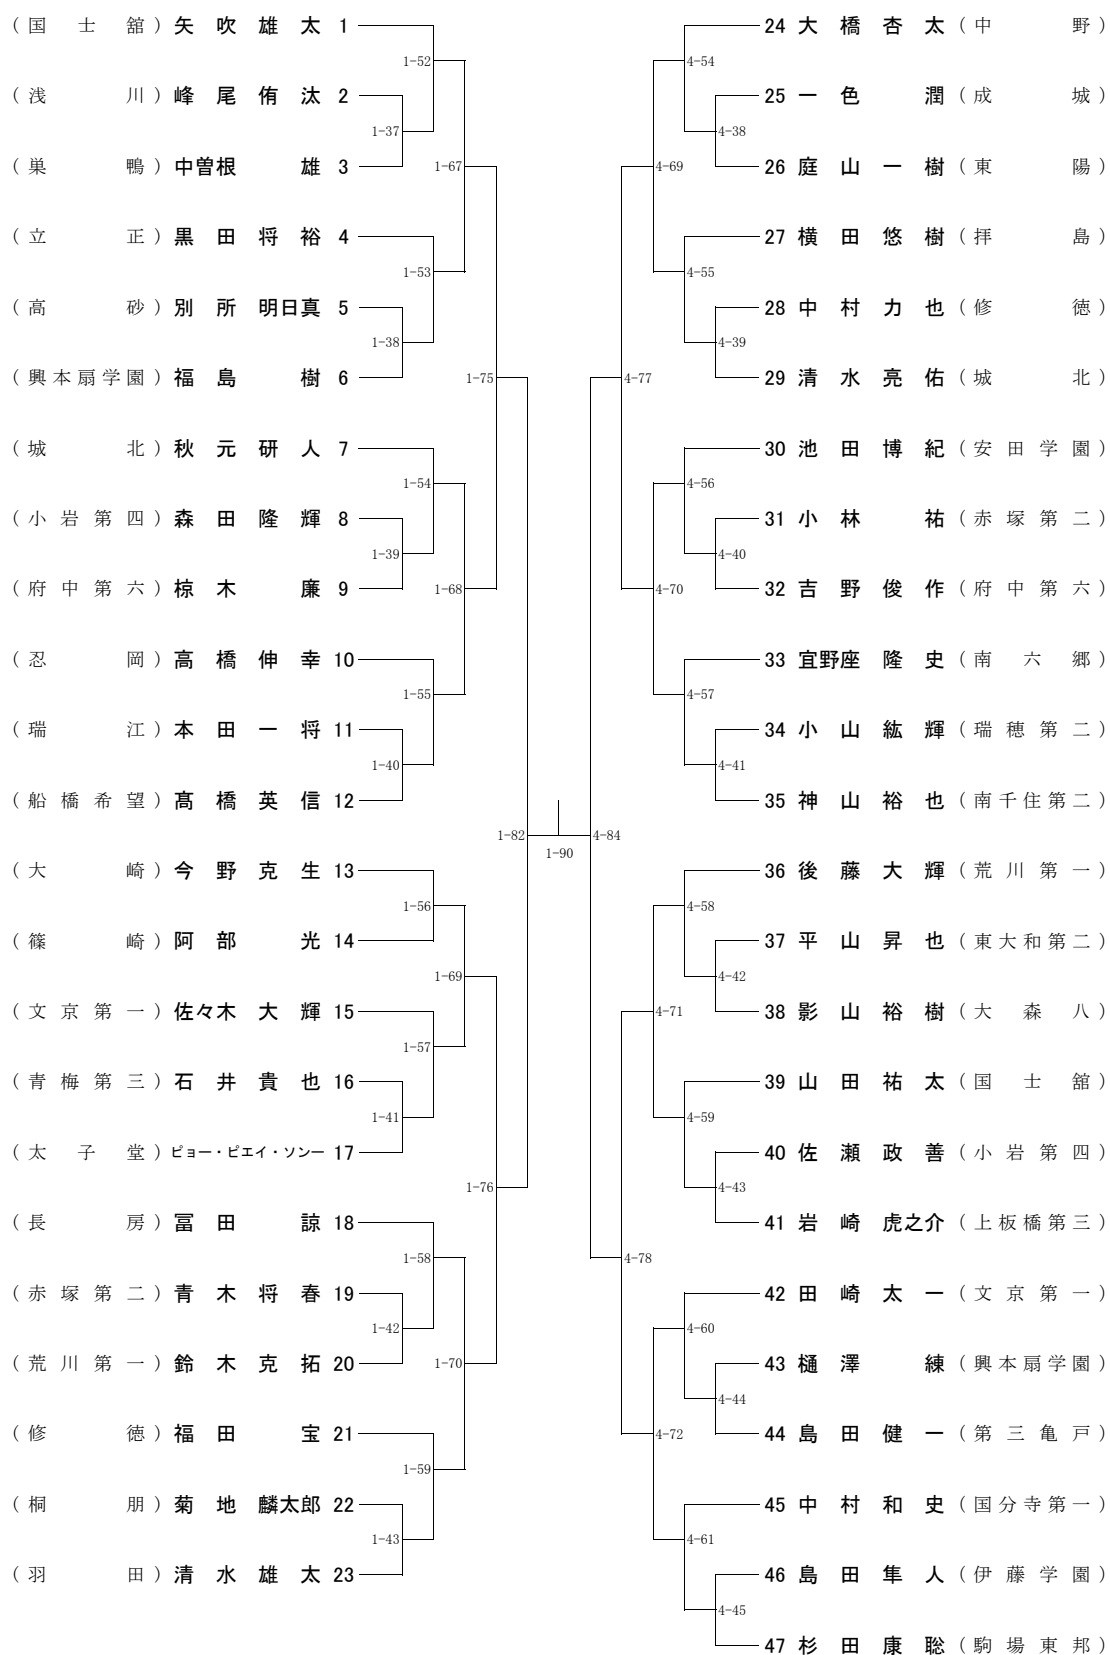 (国士舘) 矢吹雄太 1
1-52
(浅川) 峰尾侑汰 2
1-37
(巣鴨) 中曽根雄 3
1-67
(立正) 黒田将裕 4
1-53
(高砂) 別所明日真 5
1-38
(興本扇学園) 福島樹 6
1-75
(城北) 秋元研人 7
1-54
(小岩第四) 森田隆輝 8
1-39
(府中第六) 椋木廉 9
1-68
(忍岡) 高橋伸幸 10
1-55
(瑞江) 本田一将 11
1-40
(船橋希望) 髙橋英信 12
1-82
(大崎) 今野克生 13
1-56
(篠崎) 阿部光 14
1-69
(文京第一) 佐々木大輝 15
1-57
(青梅第三) 石井貴也 16
1-41
(太子堂) ピョー・ピエイ・ソンー 17
1-76
(長房) 冨田諒 18
1-58
(赤塚第二) 青木将春 19
1-42
(荒川第一) 鈴木克拓 20
1-70
(修徳) 福田宝 21
1-59
(桐朋) 菊地麟太郎 22
1-43
(羽田) 清水雄太 23
1-90
24 大橋杏太 (中野)
4-54
25 一色潤 (成城)
4-38
26 庭山一樹 (東陽)
4-69
27 横田悠樹 (拝島)
4-55
28 中村力也 (修徳)
4-39
29 清水亮佑 (城北)
4-77
30 池田博紀 (安田学園)
4-56
31 小林祐 (赤塚第二)
4-40
32 吉野俊作 (府中第六)
4-70
33 宜野座隆史 (南六郷)
4-57
34 小山紘輝 (瑞穂第二)
4-41
35 神山裕也 (南千住第二)
4-84
36 後藤大輝 (荒川第一)
4-58
37 平山昇也 (東大和第二)
4-42
38 影山裕樹 (大森八)
4-71
39 山田祐太 (国士舘)
4-59
40 佐瀬政善 (小岩第四)
4-43
41 岩崎虎之介 (上板橋第三)
4-78
42 田崎太一 (文京第一)
4-60
43 樋澤練 (興本扇学園)
4-44
44 島田健一 (第三亀戸)
4-72
45 中村和史 (国分寺第一)
4-61
46 島田隼人 (伊藤学園)
4-45
47 杉田康聡 (駒場東邦)